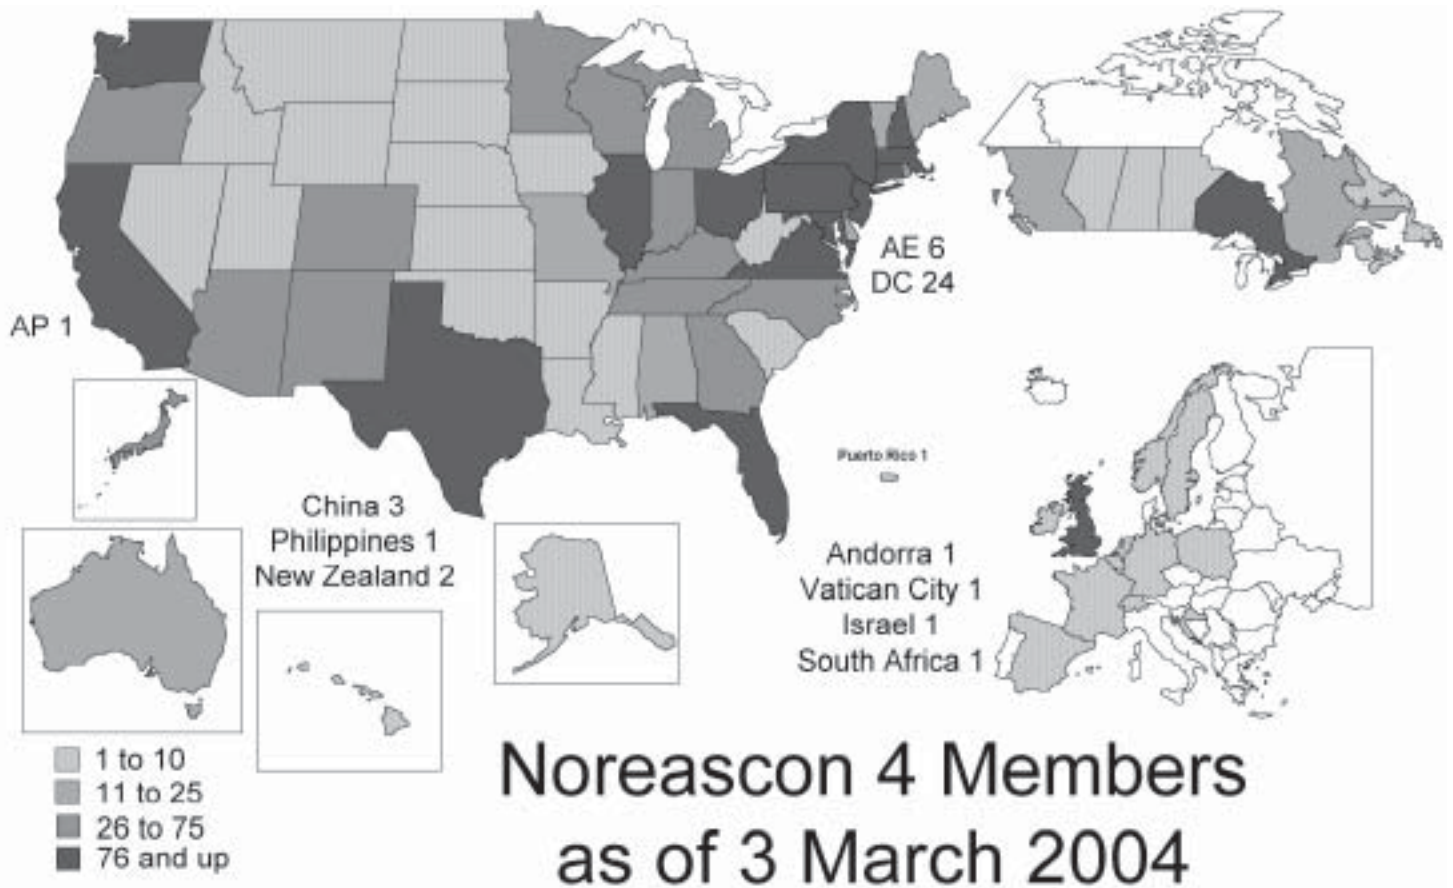 AE 6
DC 24
AP 1
Puerto Rico 1
China 3
Philippines 1
New Zealand 2
Andorra 1
Vatican City 1
Israel 1
South Africa 1
1 to 10
11 to 25
26 to 75
76 and up
Noreascon 4 Members
as of 3 March 2004